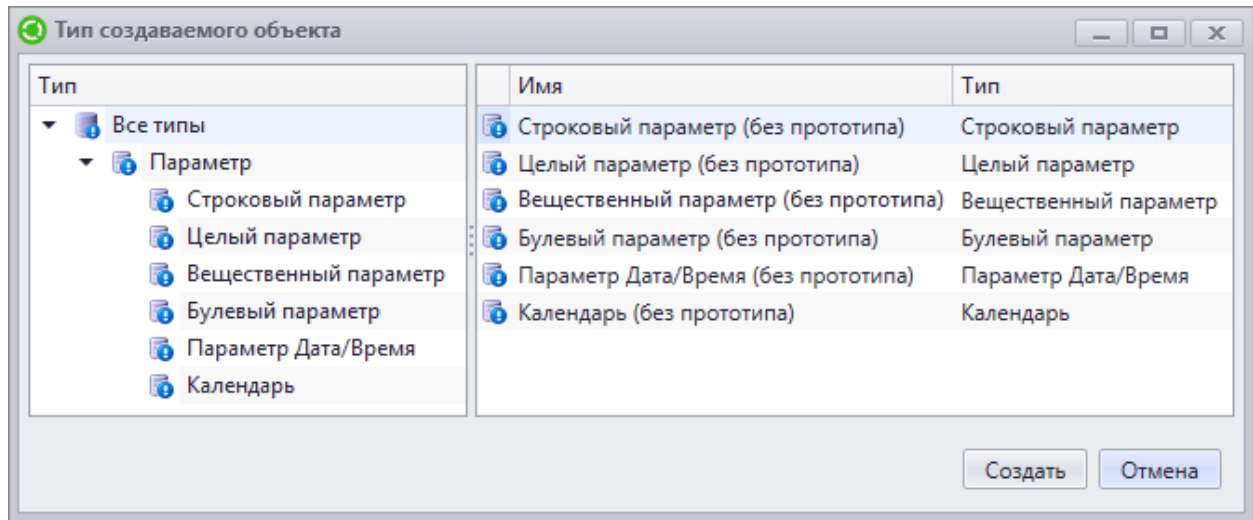 Тип создаваемого объекта
Тип
Все типы
Параметр
Строковый параметр
Целый параметр
Вещественный параметр
Булевый параметр
Параметр Дата/Время
Календарь
Имя Тип
Строковый параметр (без прототипа) Строковый параметр
Целый параметр (без прототипа) Целый параметр
Вещественный параметр (без прототипа) Вещественный параметр
Булевый параметр (без прототипа) Булевый параметр
Параметр Дата/Время (без прототипа) Параметр Дата/Время
Календарь (без прототипа) Календарь
Создать Отмена